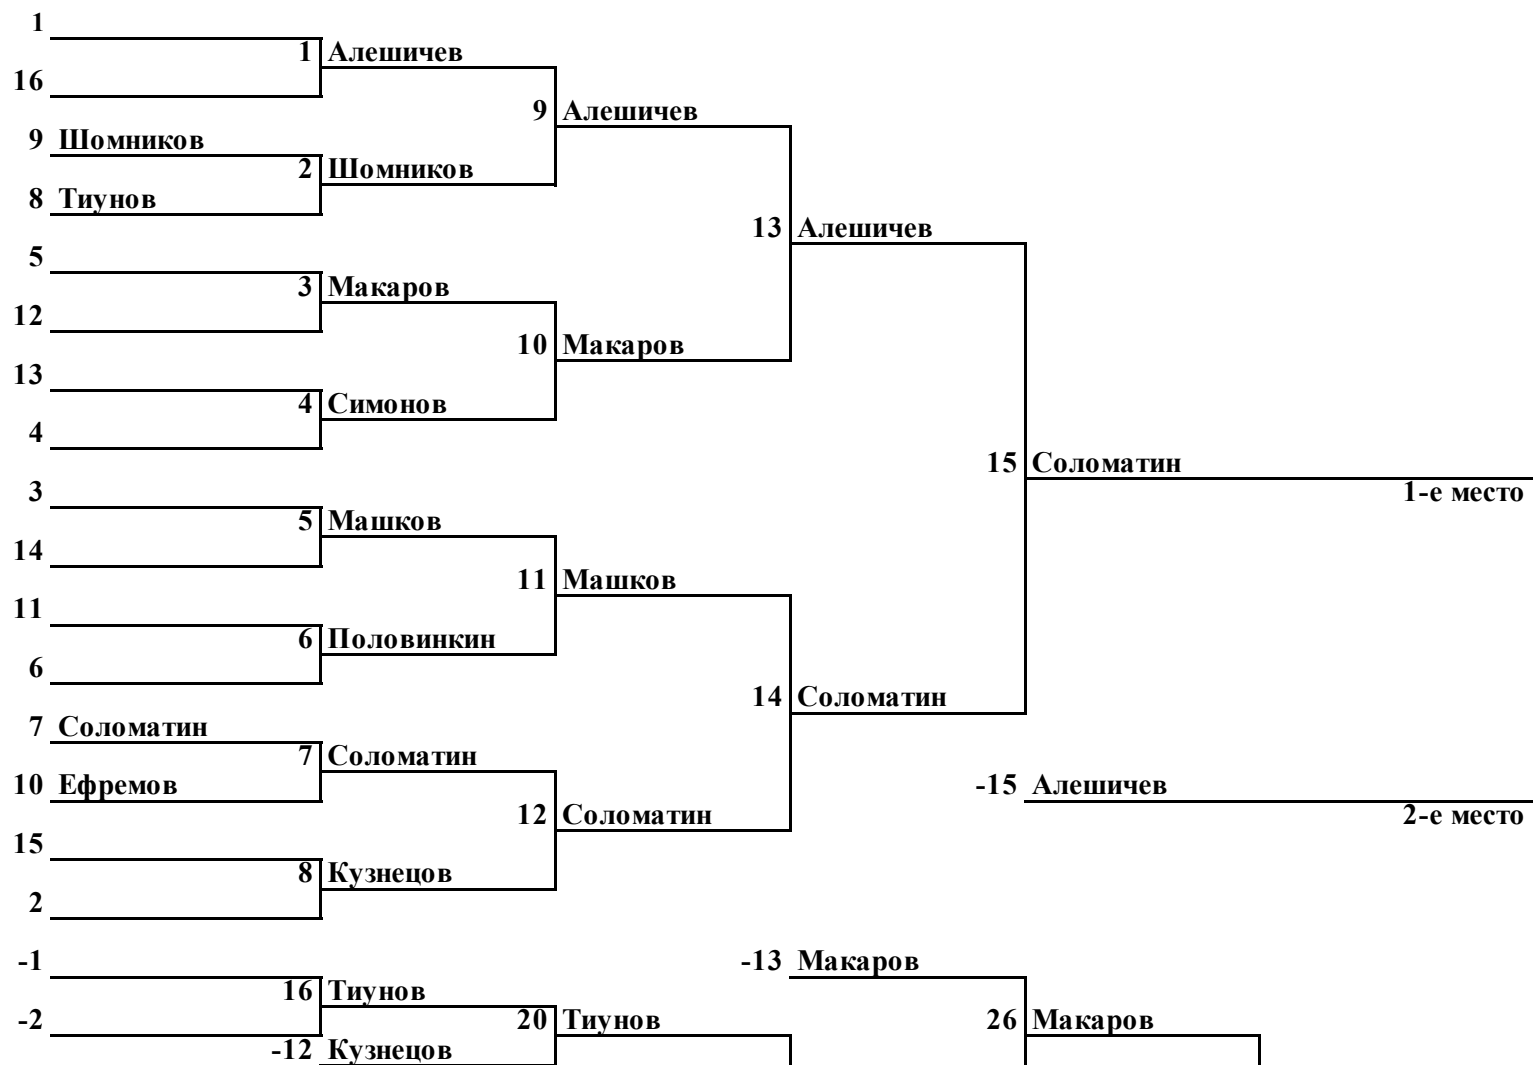 1
1 Алешичев
16
9 Алешичев
9 Шомников
2 Шомников
8 Тиунов
13 Алешичев
5
3 Макаров
12
10 Макаров
13
4 Симонов
4
15 Соломатин
3
1-е место
5 Машков
14
11 Машков
11
6 Половинкин
6
14 Соломатин
7 Соломатин
7 Соломатин
10 Ефремов
-15 Алешичев
12 Соломатин
2-е место
15
8 Кузнецов
2
-1
-13 Макаров
16 Тиунов
-2
20 Тиунов
26 Макаров
-12 Кузнецов